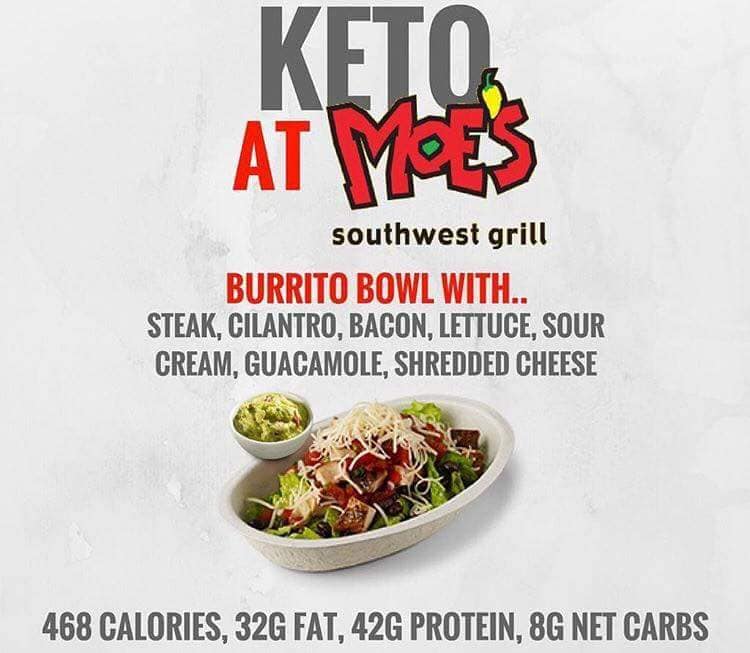 KETO
AT MOE'S
southwest grill
BURRITO BOWL WITH..
STEAK, CILANTRO, BACON, LETTUCE, SOUR
CREAM, GUACAMOLE, SHREDDED CHEESE
468 CALORIES, 32G FAT, 42G PROTEIN, 8G NET CARBS